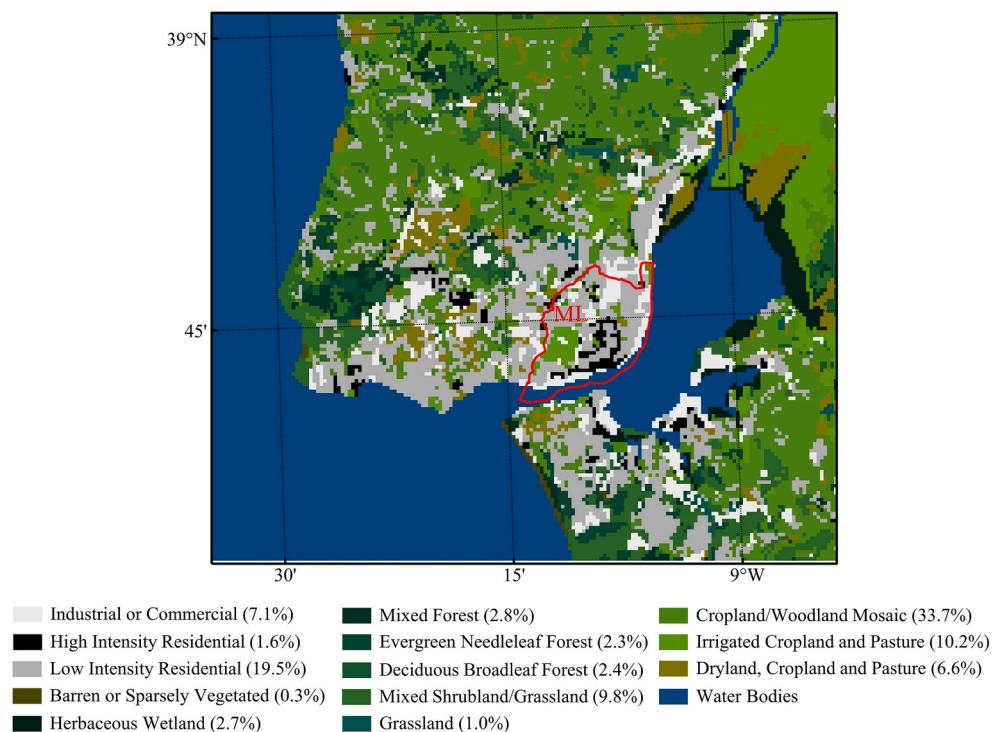 39°N
ML
45'
30'
15'
9°W
Industrial or Commercial (7.1%)
High Intensity Residential (1.6%)
Low Intensity Residential (19.5%)
Barren or Sparsely Vegetated (0.3%)
Herbaceous Wetland (2.7%)
Mixed Forest (2.8%)
Evergreen Needleleaf Forest (2.3%)
Deciduous Broadleaf Forest (2.4%)
Mixed Shrubland/Grassland (9.8%)
Grassland (1.0%)
Cropland/Woodland Mosaic (33.7%)
Irrigated Cropland and Pasture (10.2%)
Dryland, Cropland and Pasture (6.6%)
Water Bodies